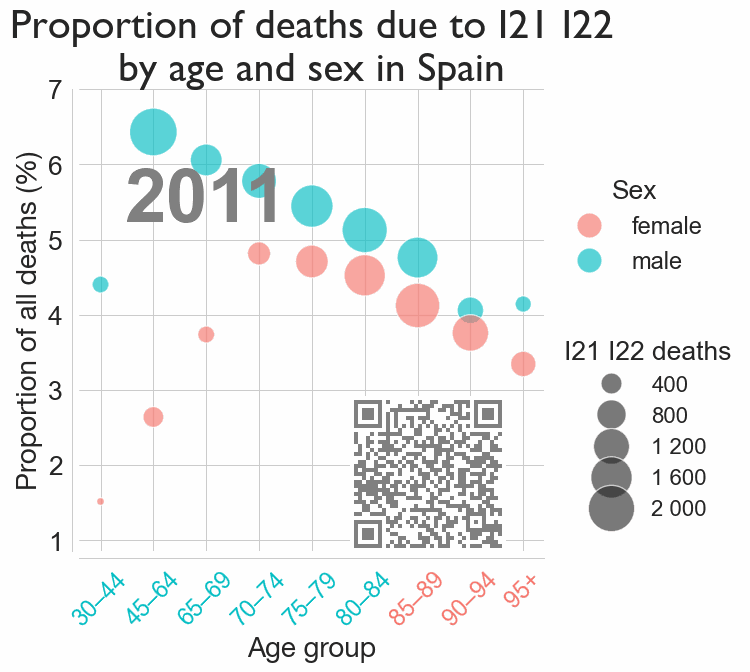 Proportion of deaths due to I21 I22
by age and sex in Spain
Proportion of all deaths (%)
7
6
5
4
3
2
1
2011
30–44
45–64
65–69
70–74
75–79
80–84
85–89
90–94
95+
Age group
Sex
female
male
I21 I22 deaths
400
800
1 200
1 600
2 000